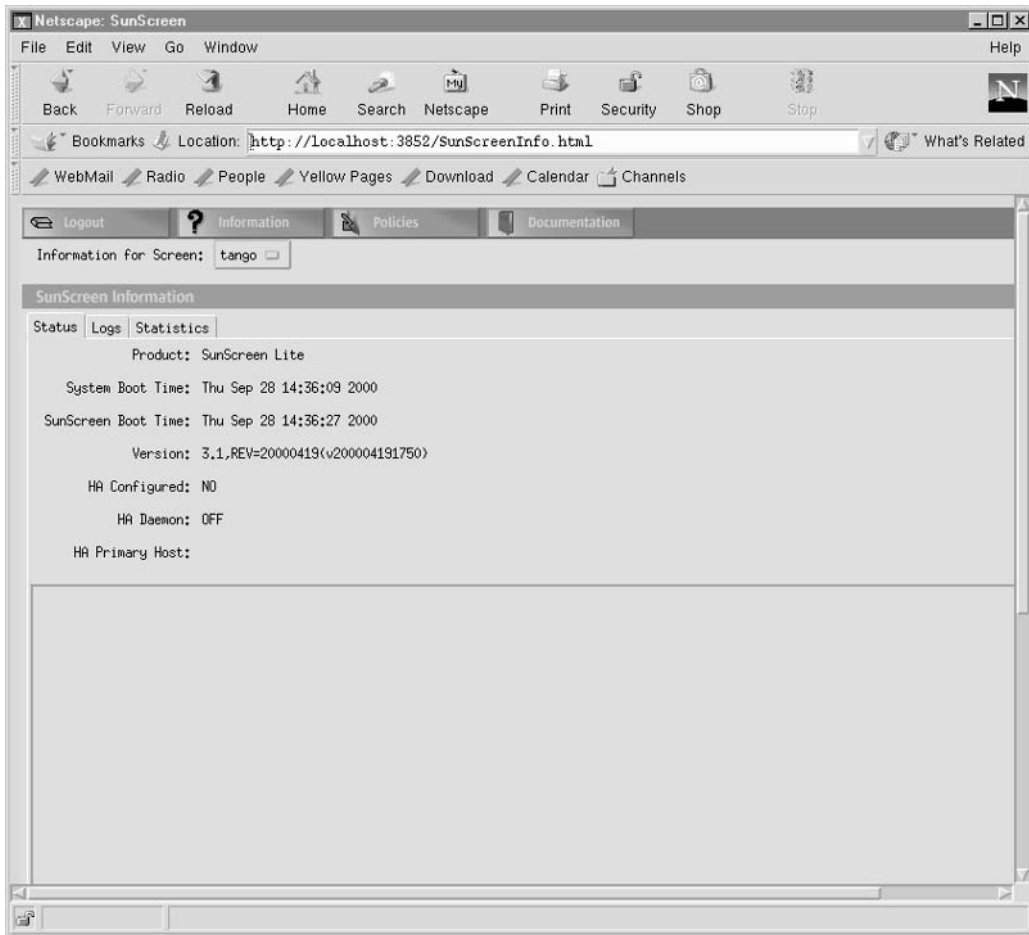 X Netscape: SunScreen
File Edit View Go Window Help
My
N
Back Forward Reload Home Search Netscape Print Security Shop Stop
Bookmarks Location: http://localhost:3852/SunScreenInfo.html What's Related
WebMail Radio People Yellow Pages Download Calendar Channels
Logout ? Information Policies Documentation
Information for Screen: tango
SunScreen Information
Status Logs Statistics
Product: SunScreen Lite
System Boot Time: Thu Sep 28 14:36:09 2000
SunScreen Boot Time: Thu Sep 28 14:36:27 2000
Version: 3.1,REV=20000419(v200004191750)
HA Configured: NO
HA Daemon: OFF
HA Primary Host: